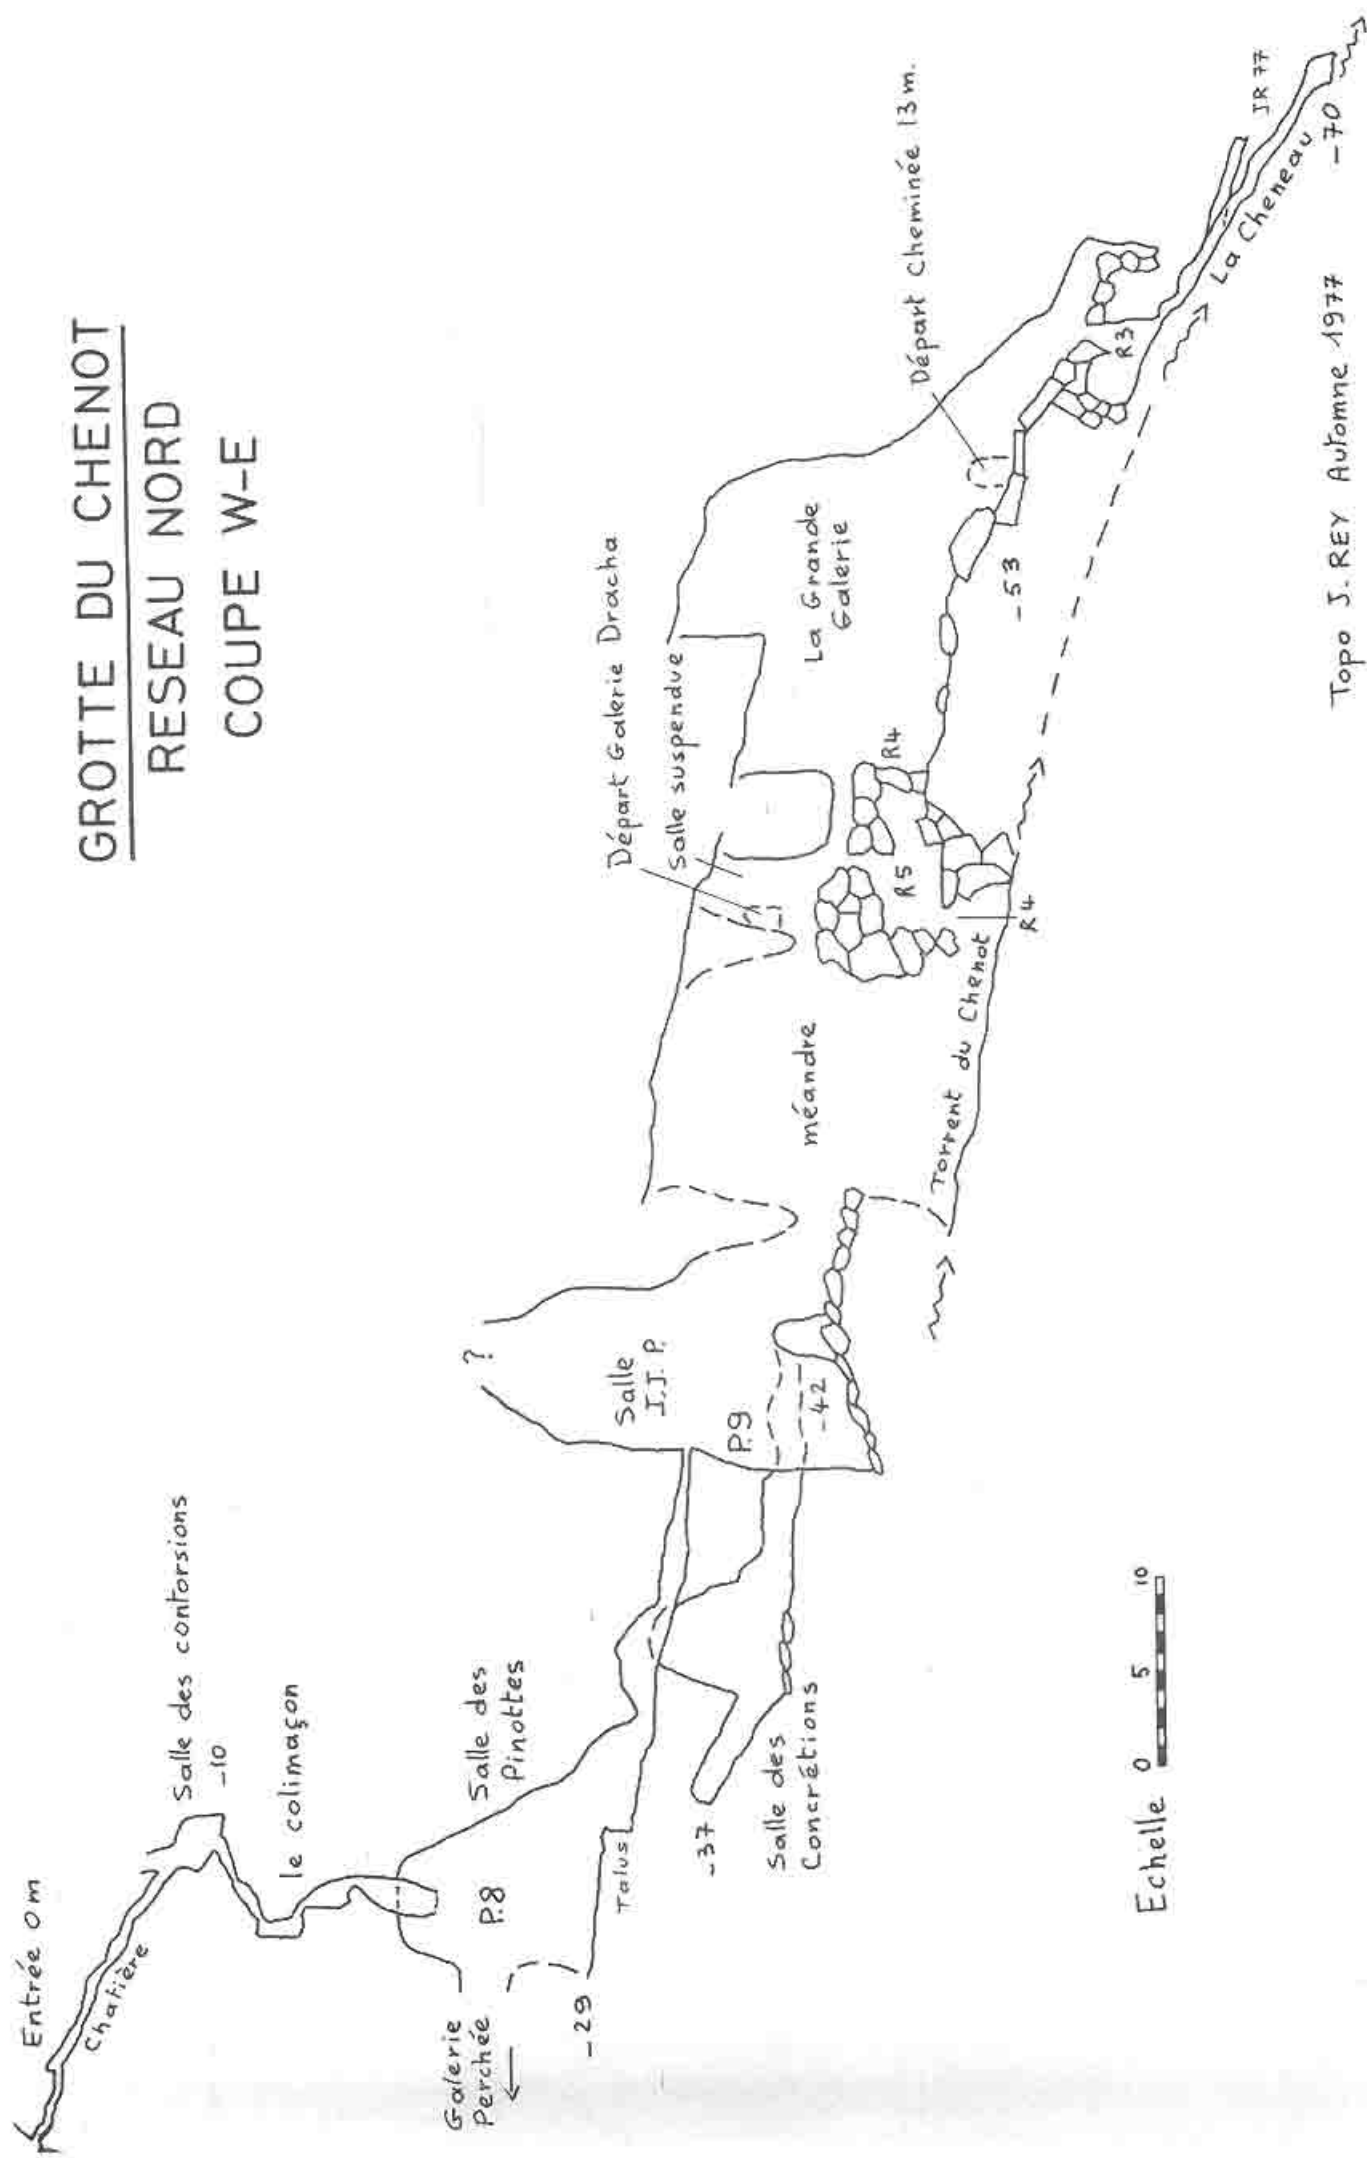 GROTTE DU CHENOT
RESEAU NORD
COUPE W-E
Entrée 0m
Chatière
Salle des contorsions
-10
le colimaçon
Galerie
Perchée
P.8
Salle des
Pinottes
-29
Talus
-37
Salle des
Concrétions
?
Salle
J.J.P.
P.9
-42
méandre
Torrent du Chenot
Départ Galerie Dracha
Salle suspendue
R5
R4
R4
La Grande
Galerie
-53
Départ Cheminée 13m.
R3
La Cheneau
JR77
-70
Echelle 0 5 10
Topo J. REY Automne 1977